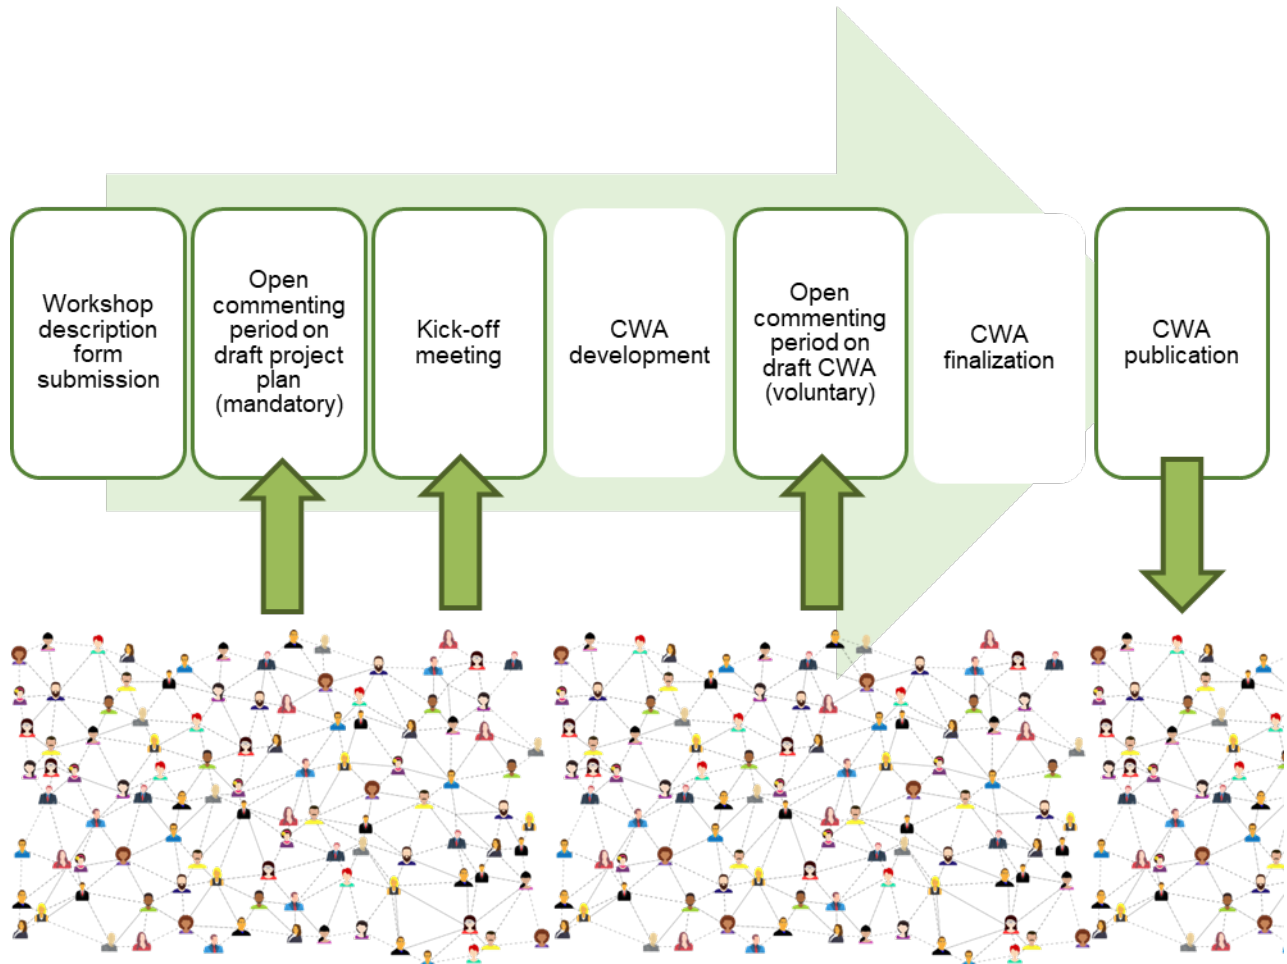 Workshop
description
form
submission
Open
commenting
period on
draft project
plan
(mandatory)
Kick-off
meeting
CWA
development
Open
commenting
period on
draft CWA
(voluntary)
CWA
finalization
CWA
publication